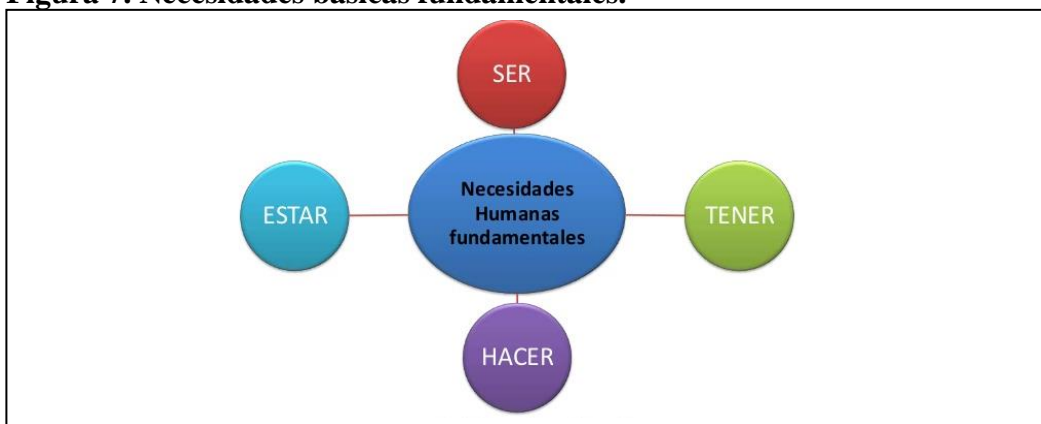 Figura 7. Necesidades básicas fundamentales.
SER
ESTAR
Necesidades
Humanas
fundamentales
TENER
HACER